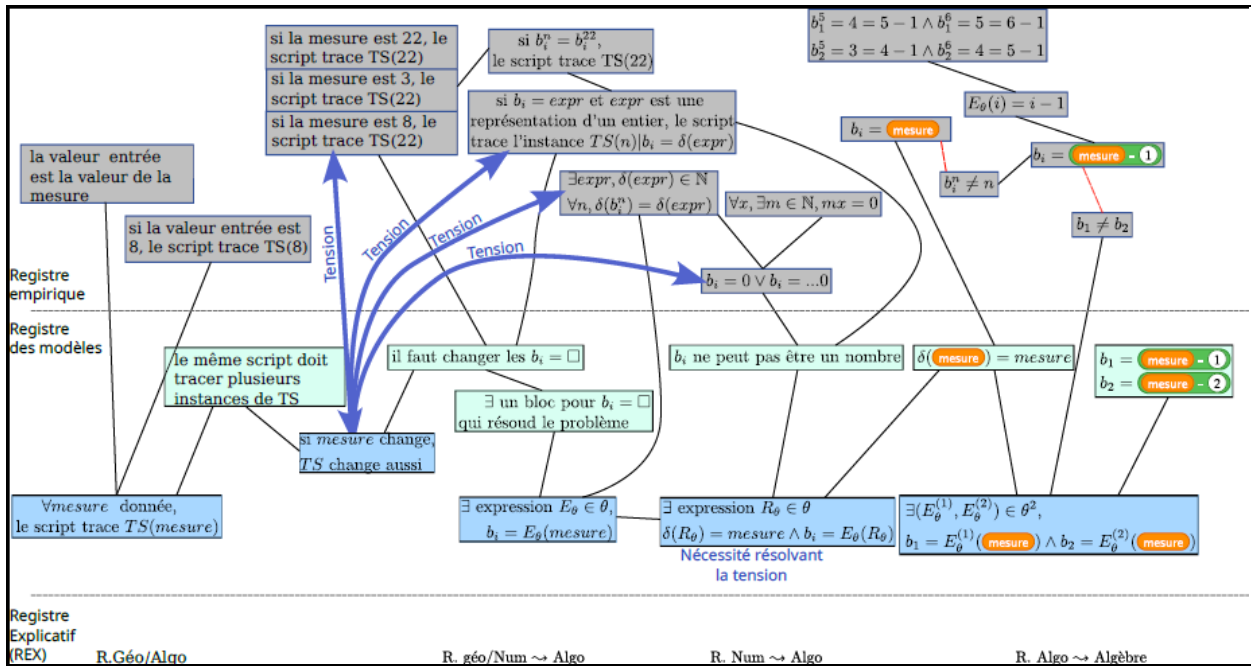 si la mesure est 22, le
script trace TS(22)
si la mesure est 3, le
script trace TS(22)
si la mesure est 8, le
script trace TS(22)
si $b_i^n = b_i^{22}$,
le script trace TS(22)
$b_1^5 = 4 = 5 - 1 \wedge b_1^6 = 5 = 6 - 1$
$b_2^5 = 3 = 4 - 1 \wedge b_2^6 = 4 = 5 - 1$
si $b_i = expr$ et $expr$ est une
représentation d'un entier, le script
trace l'instance $TS(n)|b_i = \delta(expr)$
$E_\theta(i) = i - 1$
$b_i =$ mesure
$b_i =$ mesure - 1
$b_i^n \neq n$
la valeur entrée
est la valeur de la
mesure
$\exists expr, \delta(expr) \in \mathbb{N}$
$\forall n, \delta(b_i^n) = \delta(expr)$
$\forall x, \exists m \in \mathbb{N}, mx = 0$
$b_1 \neq b_2$
si la valeur entrée est
8, le script trace TS(8)
Tension
Tension
Tension
Tension
$b_i = 0 \vee b_i = ...0$
Registre
empirique
Registre
des modèles
le même script doit
tracer plusieurs
instances de TS
il faut changer les $b_i = \square$
$b_i$ ne peut pas être un nombre
$\delta($ mesure $) = mesure$
$b_1 =$ mesure - 1
$b_2 =$ mesure - 2
$\exists$ un bloc pour $b_i = \square$
qui résoud le problème
si $mesure$ change,
$TS$ change aussi
$\forall mesure$ donnée,
le script trace $TS(mesure)$
$\exists$ expression $E_\theta \in \theta$,
$b_i = E_\theta(mesure)$
$\exists$ expression $R_\theta \in \theta$
$\delta(R_\theta) = mesure \wedge b_i = E_\theta(R_\theta)$
$\exists(E_\theta^{(1)}, E_\theta^{(2)}) \in \theta^2$,
$b_1 = E_\theta^{(1)}($ mesure $) \wedge b_2 = E_\theta^{(2)}($ mesure $)$
Nécessité résolvant
la tension
Registre
Explicatif
(REX)
R.Géo/Algo
R. géo/Num ⤳ Algo
R. Num ⤳ Algo
R. Algo ⤳ Algèbre